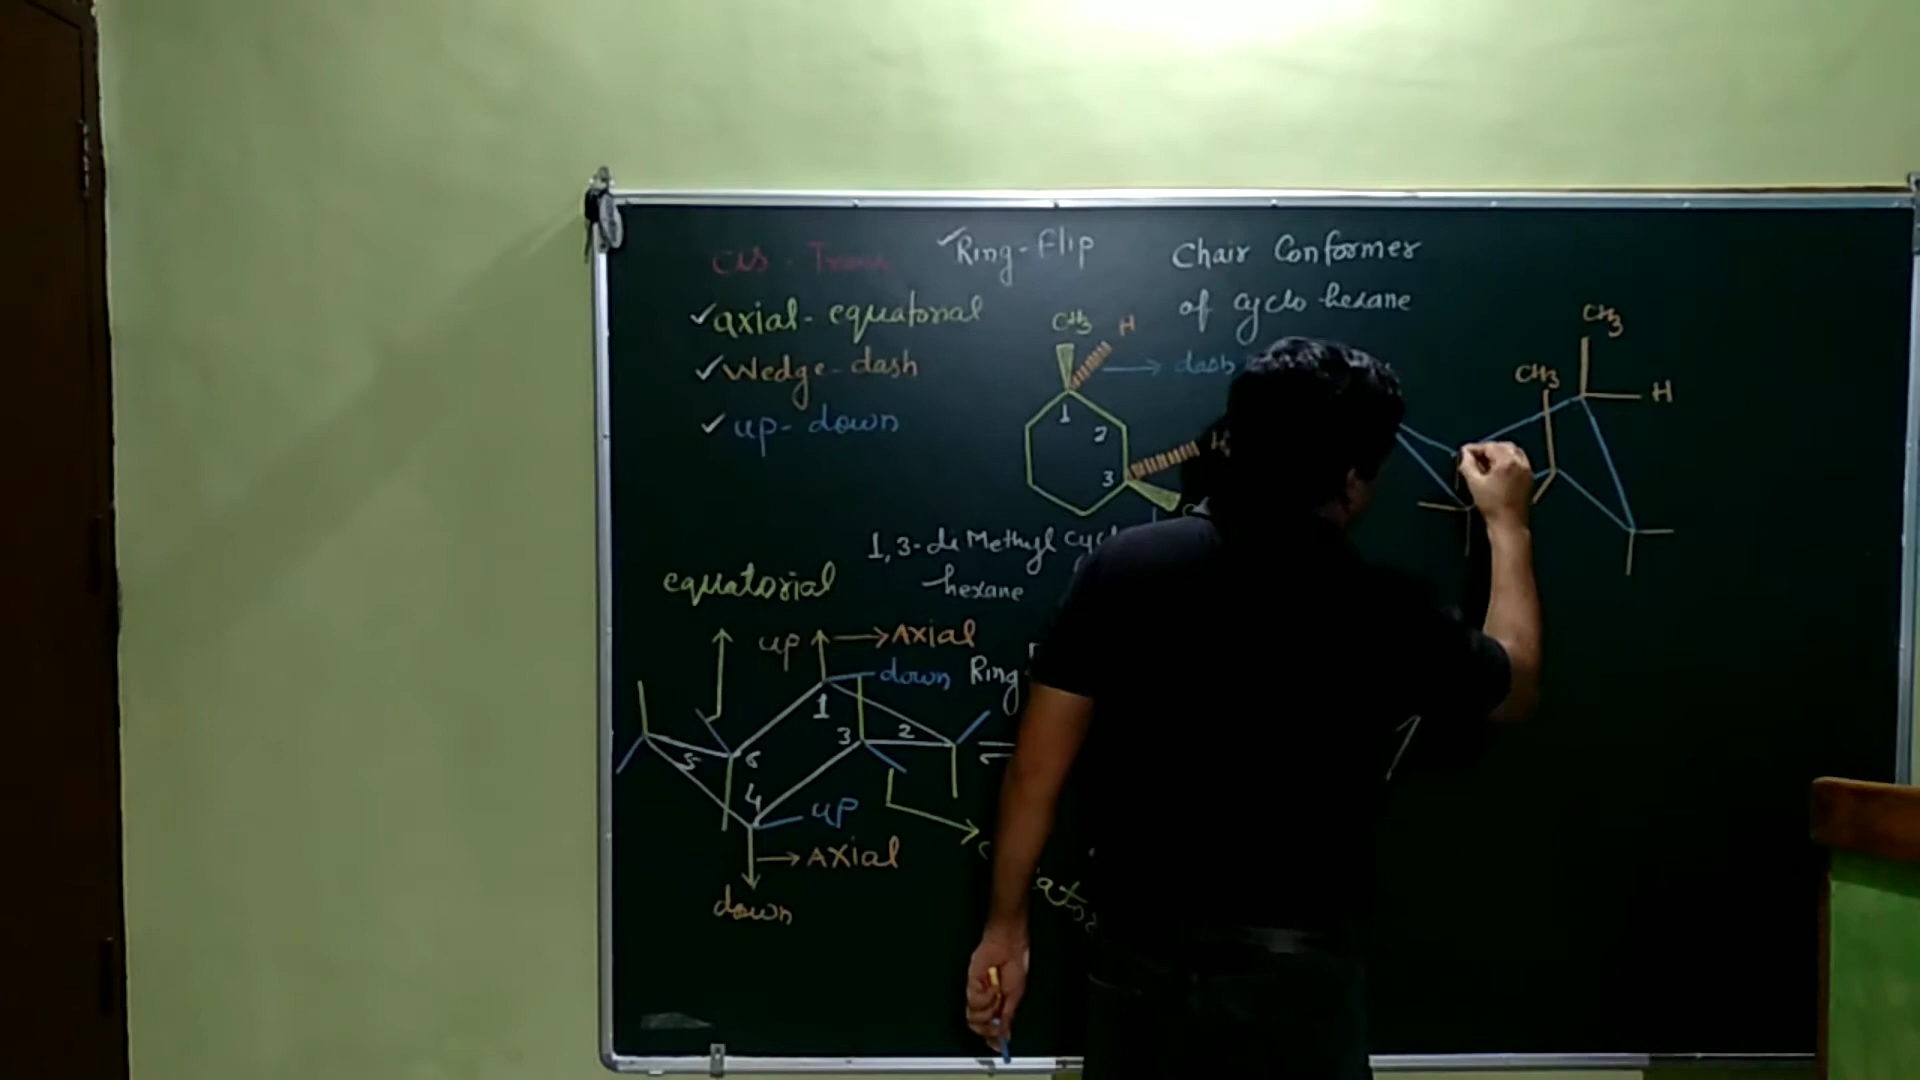 Cis - Trans
✓Ring-Flip
Chair Conformer
of cyclo hexane
✓axial-equatorial
✓Wedge-dash
✓up-down
CH3
H
dash
1
2
3
1,3-di Methyl
hexane
CH3
CH3
H
equatorial
up
Axial
down
Ring
1
3
2
5
6
4
up
AXial
down